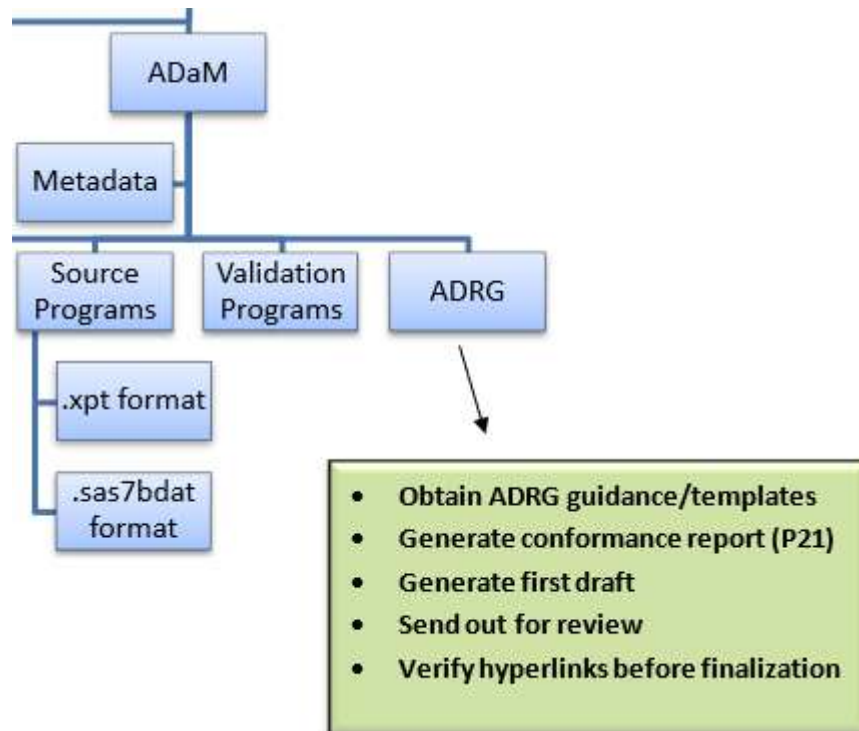 ADaM
Metadata
Source
Programs
Validation
Programs
ADRG
.xpt format
.sas7bdat
format
• Obtain ADRG guidance/templates
• Generate conformance report (P21)
• Generate first draft
• Send out for review
• Verify hyperlinks before finalization